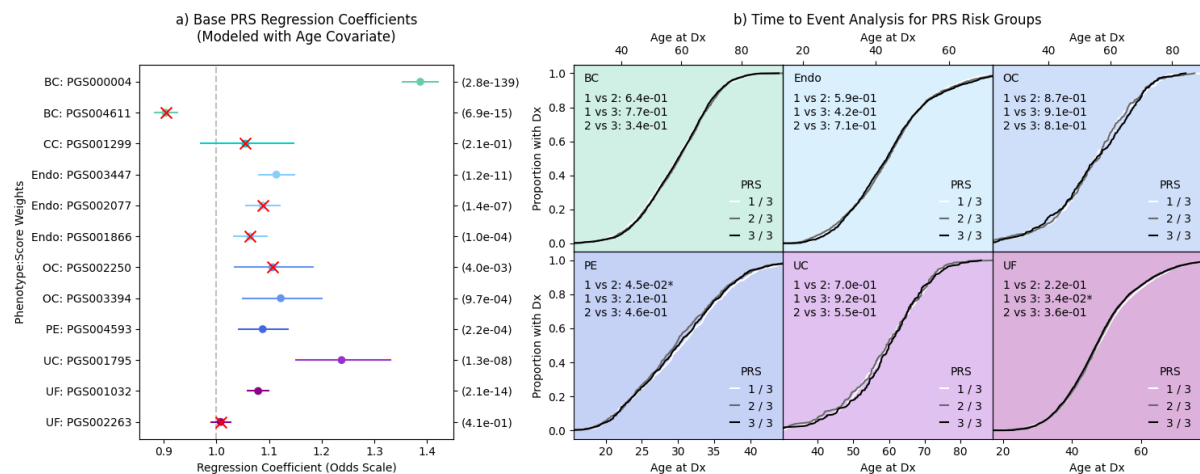 a) Base PRS Regression Coefficients
(Modeled with Age Covariate)
Phenotype:Score Weights
BC: PGS000004
(2.8e-139)
BC: PGS004611
(6.9e-15)
CC: PGS001299
(2.1e-01)
Endo: PGS003447
(1.2e-11)
Endo: PGS002077
(1.4e-07)
Endo: PGS001866
(1.0e-04)
OC: PGS002250
(4.0e-03)
OC: PGS003394
(9.7e-04)
PE: PGS004593
(2.2e-04)
UC: PGS001795
(1.3e-08)
UF: PGS001032
(2.1e-14)
UF: PGS002263
(4.1e-01)
0.9 1.0 1.1 1.2 1.3 1.4
Regression Coefficient (Odds Scale)
b) Time to Event Analysis for PRS Risk Groups
Age at Dx
Age at Dx
Age at Dx
40 60 80
20 40 60
40 60 80
Proportion with Dx
1.0
0.8
0.6
0.4
0.2
0.0
BC
1 vs 2: 6.4e-01
1 vs 3: 7.7e-01
2 vs 3: 3.4e-01
PRS
1 / 3
2 / 3
3 / 3
Endo
1 vs 2: 5.9e-01
1 vs 3: 4.2e-01
2 vs 3: 7.1e-01
PRS
1 / 3
2 / 3
3 / 3
OC
1 vs 2: 8.7e-01
1 vs 3: 9.1e-01
2 vs 3: 8.1e-01
PRS
1 / 3
2 / 3
3 / 3
Proportion with Dx
1.0
0.8
0.6
0.4
0.2
0.0
PE
1 vs 2: 4.5e-02*
1 vs 3: 2.1e-01
2 vs 3: 4.6e-01
PRS
1 / 3
2 / 3
3 / 3
UC
1 vs 2: 7.0e-01
1 vs 3: 9.2e-01
2 vs 3: 5.5e-01
PRS
1 / 3
2 / 3
3 / 3
UF
1 vs 2: 2.2e-01
1 vs 3: 3.4e-02*
2 vs 3: 3.6e-01
PRS
1 / 3
2 / 3
3 / 3
20 25 30 35 40
40 60 80
40 60
Age at Dx
Age at Dx
Age at Dx